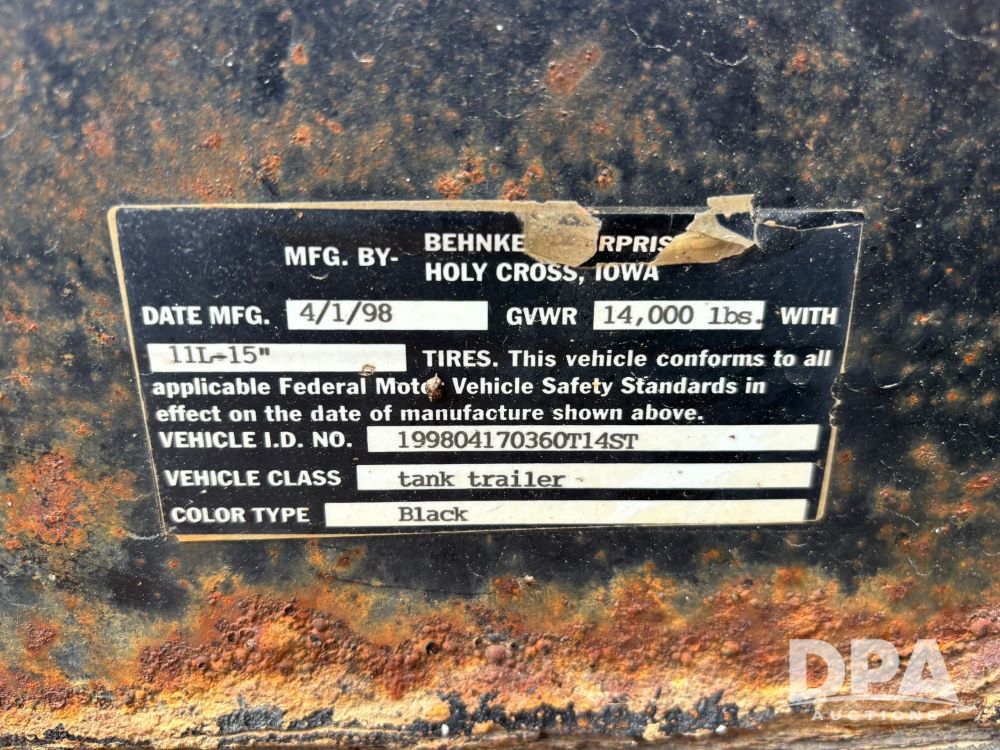 MFG. BY- BEHNKE RPRIS
HOLY CROSS, IOWA
DATE MFG. 4/1/98 GVWR 14,000 lbs. WITH
11L-15" TIRES. This vehicle conforms to all
applicable Federal Motor Vehicle Safety Standards in
effect on the date of manufacture shown above.
VEHICLE I.D. NO. 199804170360T14ST
VEHICLE CLASS tank trailer
COLOR TYPE Black
DPA
AUCTIONS